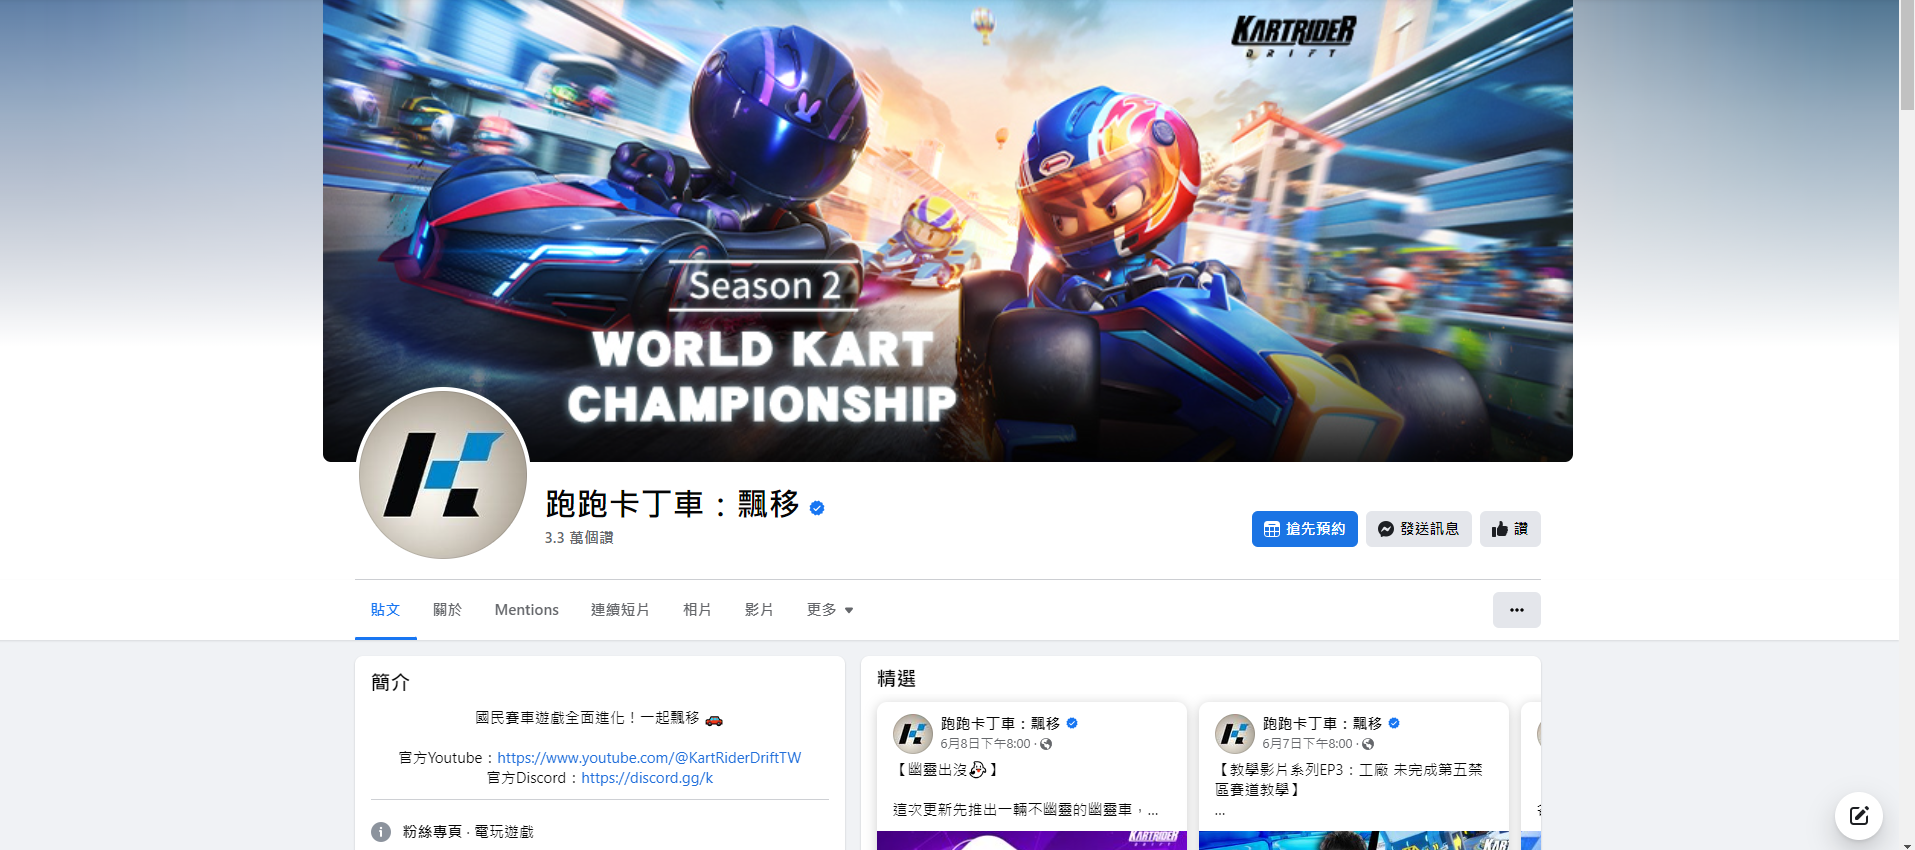 KARTRIDER
DRIFT
Season 2
WORLD KART
CHAMPIONSHIP
跑跑卡丁車：飄移
3.3 萬個讚
搶先預約
發送訊息
讚
貼文
關於
Mentions
連續短片
相片
影片
更多
簡介
國民賽車遊戲全面進化！一起飄移
官方Youtube：https://www.youtube.com/@KartRiderDriftTW
官方Discord：https://discord.gg/k
粉絲專頁 · 電玩遊戲
精選
跑跑卡丁車：飄移
6月8日下午8:00 ·
【幽靈出沒】
這次更新先推出一輛不幽靈的幽靈車，...
KARTRIDER
DRIFT
跑跑卡丁車：飄移
6月7日下午8:00 ·
【教學影片系列EP3：工廠 未完成第五禁
區賽道教學】
...